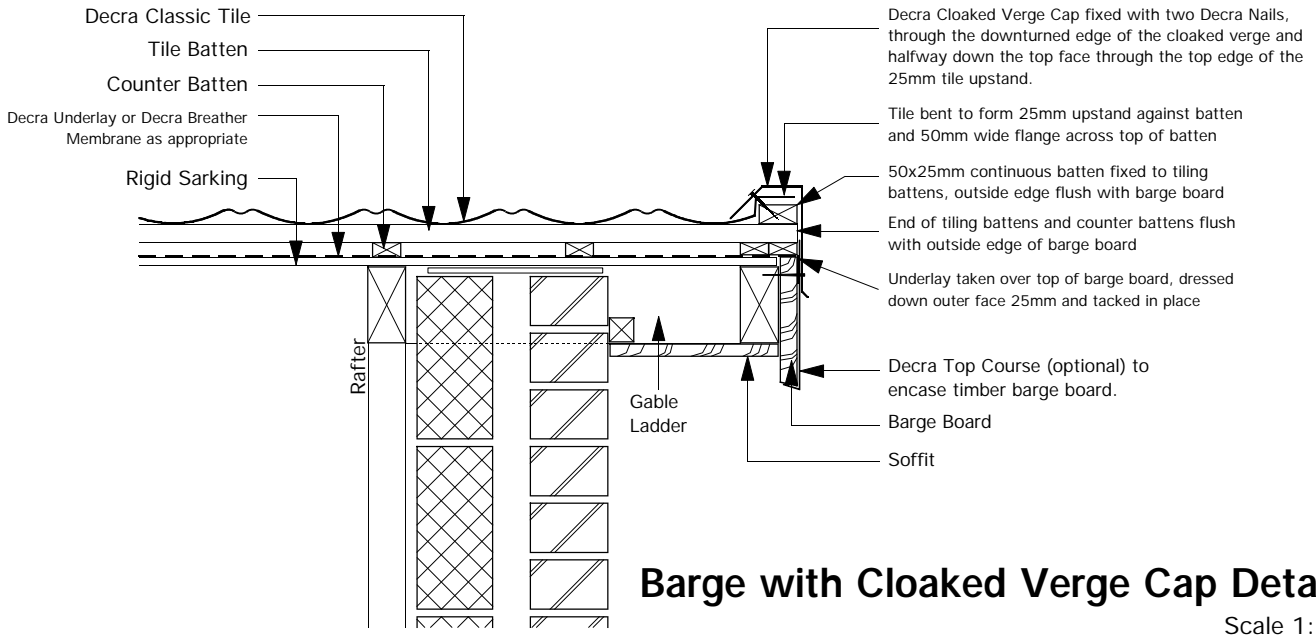 Decra Classic Tile
Tile Batten
Counter Batten
Decra Underlay or Decra Breather
Membrane as appropriate
Rigid Sarking
Rafter
Gable
Ladder
Decra Cloaked Verge Cap fixed with two Decra Nails,
through the downturned edge of the cloaked verge and
halfway down the top face through the top edge of the
25mm tile upstand.
Tile bent to form 25mm upstand against batten
and 50mm wide flange across top of batten
50x25mm continuous batten fixed to tiling
battens, outside edge flush with barge board
End of tiling battens and counter battens flush
with outside edge of barge board
Underlay taken over top of barge board, dressed
down outer face 25mm and tacked in place
Decra Top Course (optional) to
encase timber barge board.
Barge Board
Soffit
Barge with Cloaked Verge Cap Deta
Scale 1: